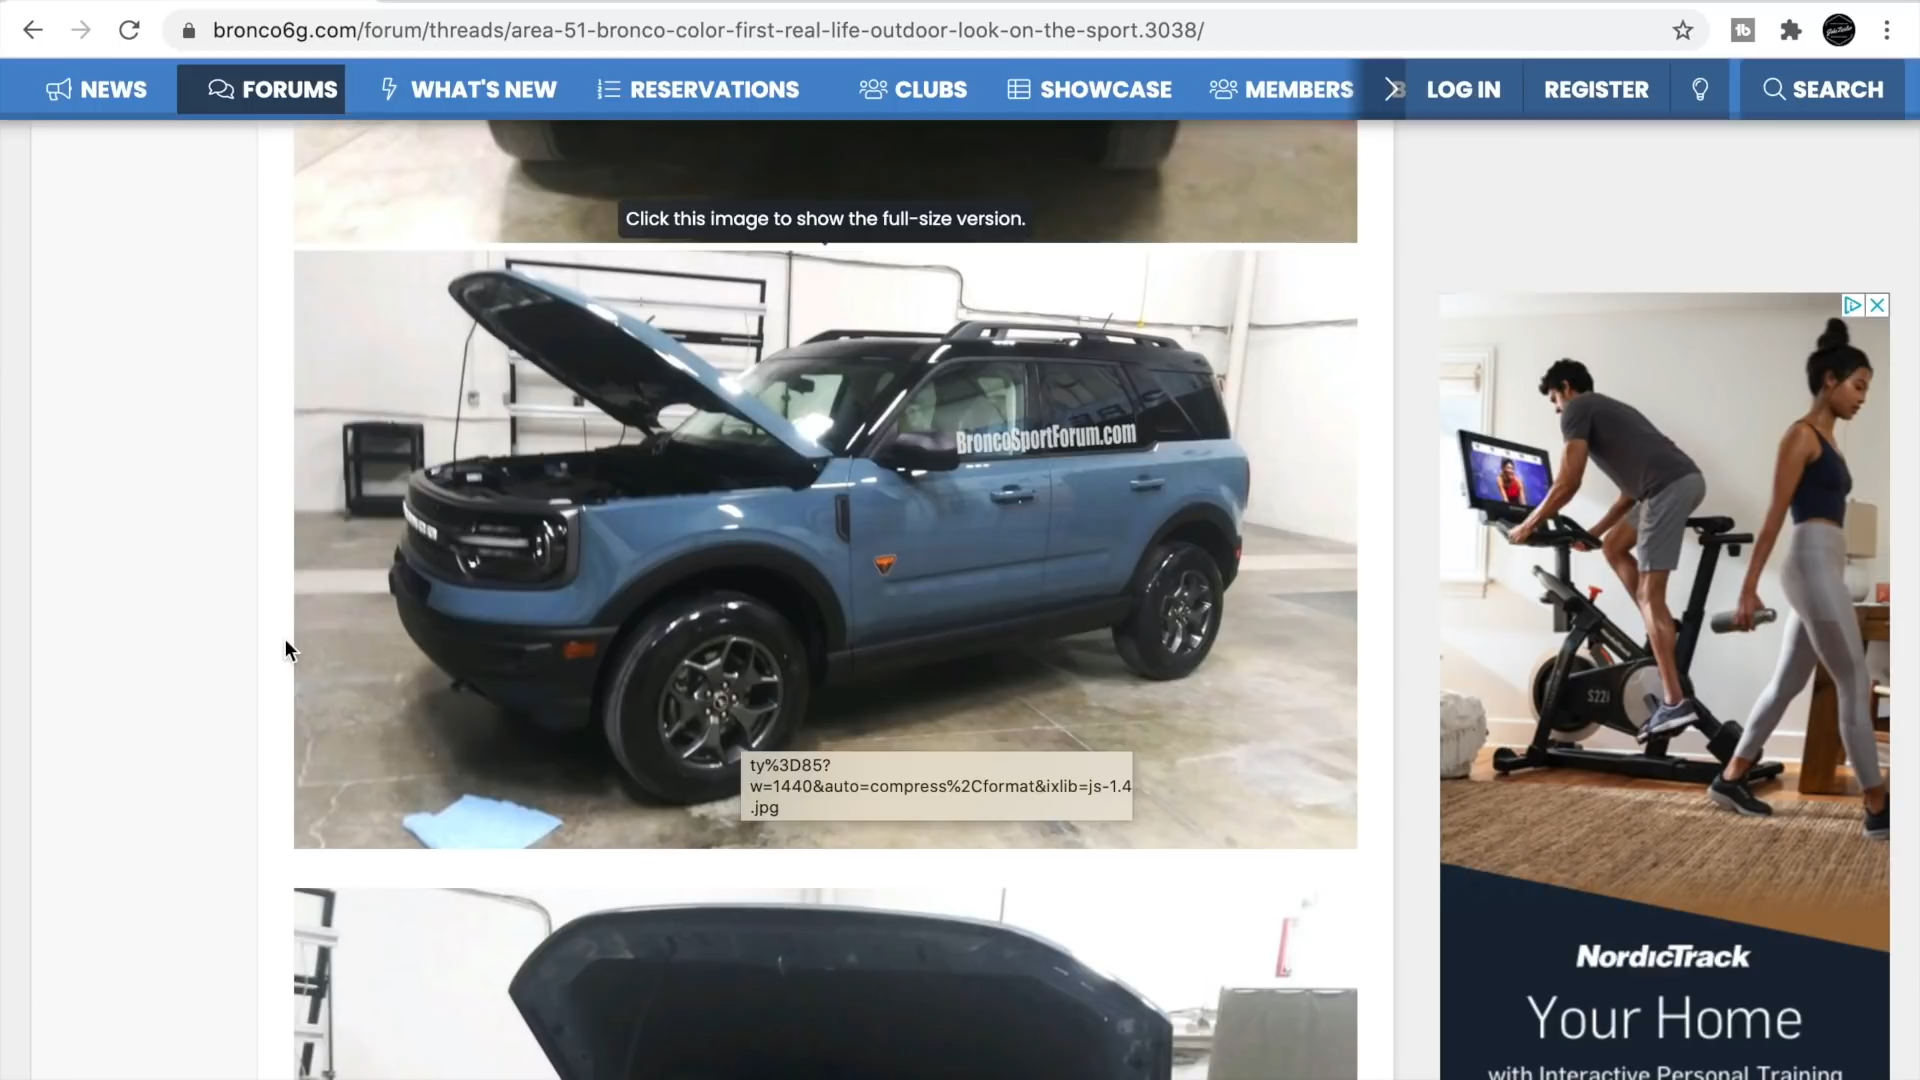 bronco6g.com/forum/threads/area-51-bronco-color-first-real-life-outdoor-look-on-the-sport.3038/
NEWS
FORUMS
WHAT'S NEW
RESERVATIONS
CLUBS
SHOWCASE
MEMBERS
LOG IN
REGISTER
SEARCH
Click this image to show the full-size version.
BroncoSportForum.com
ty%3D85?
w=1440&auto=compress%2Cformat&ixlib=js-1.4
.jpg
S22i
NordicTrack
Your Home
with Interactive Personal Training